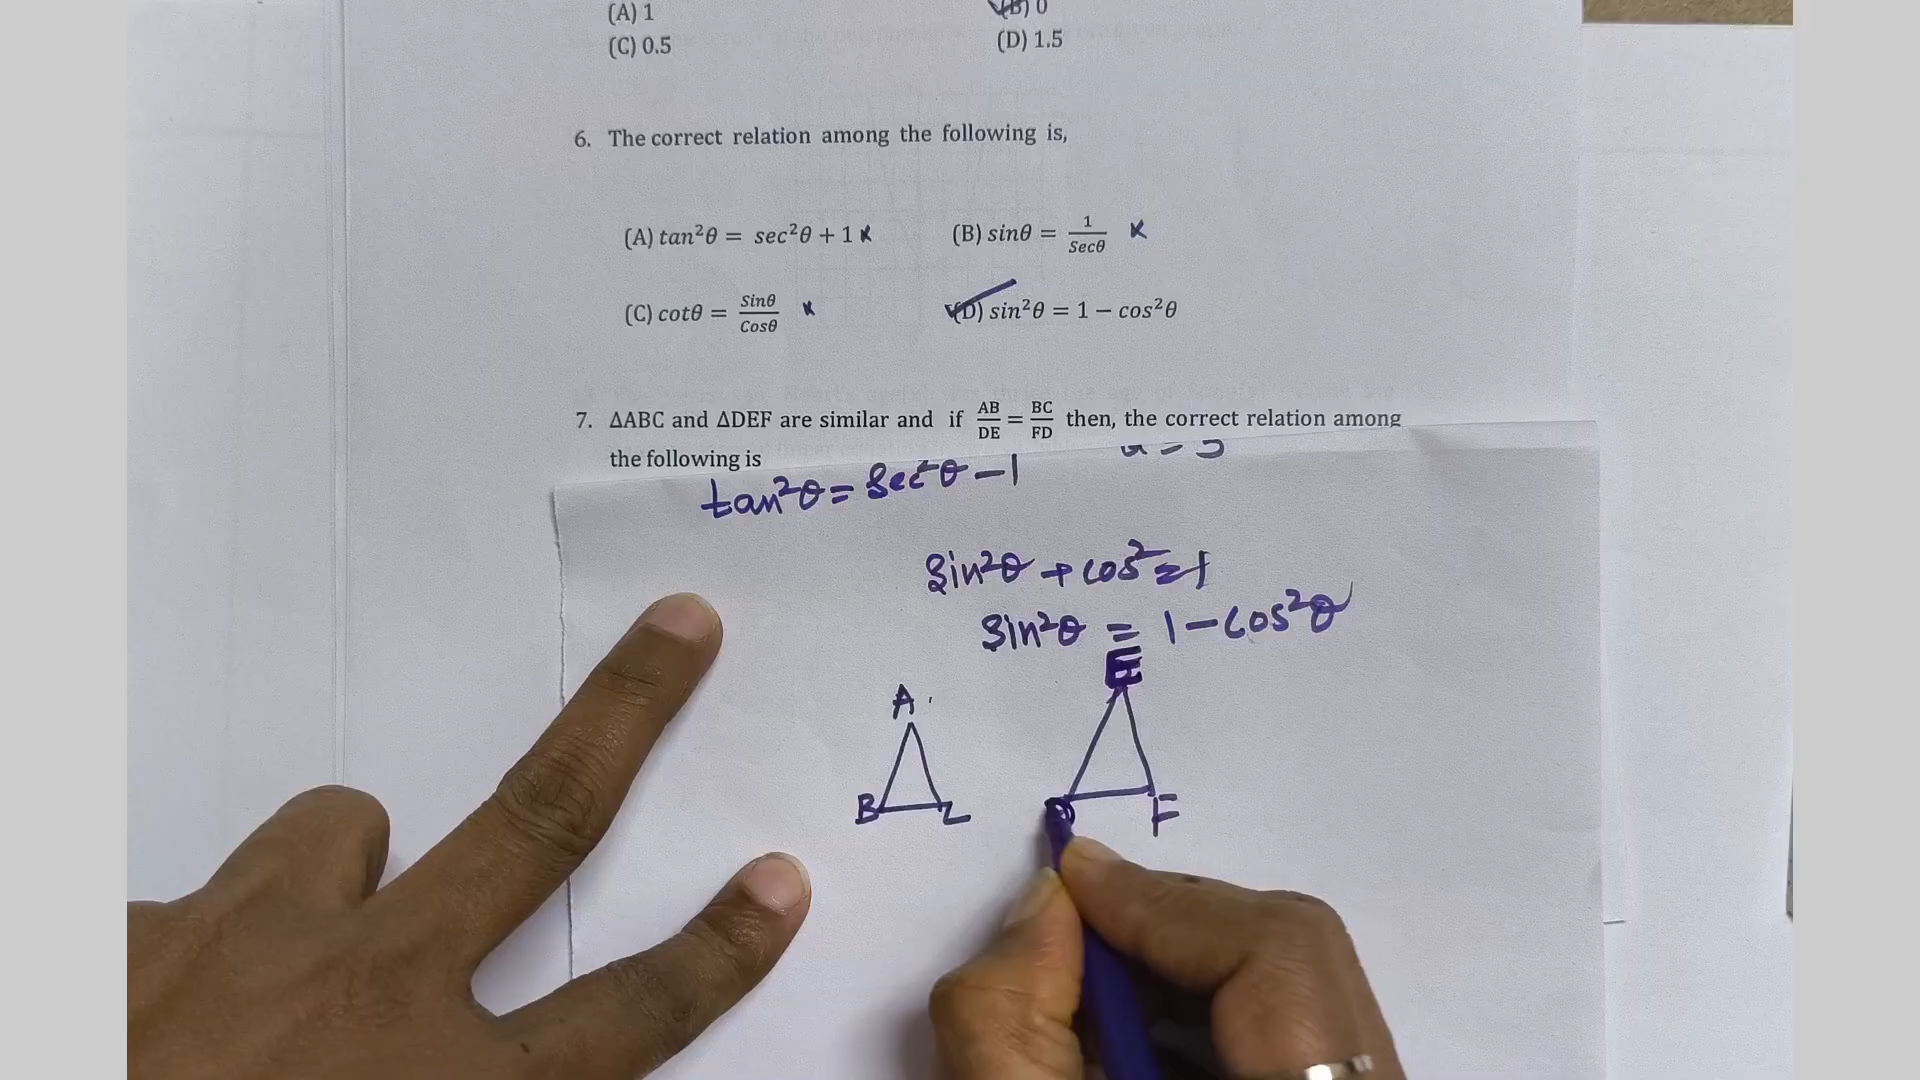 (A) 1 (B) 0
(C) 0.5 (D) 1.5
6. The correct relation among the following is,
(A) tan²θ = sec²θ + 1 x (B) sinθ = 1/Secθ x
(C) cotθ = Sinθ/Cosθ x (D) sin²θ = 1 − cos²θ
7. ΔABC and ΔDEF are similar and if AB/DE = BC/FD then, the correct relation among
the following is
tan²θ = Sec²θ − 1
Sin²θ + cos² = 1
Sin²θ = 1 − cos²θ
A E
B D F